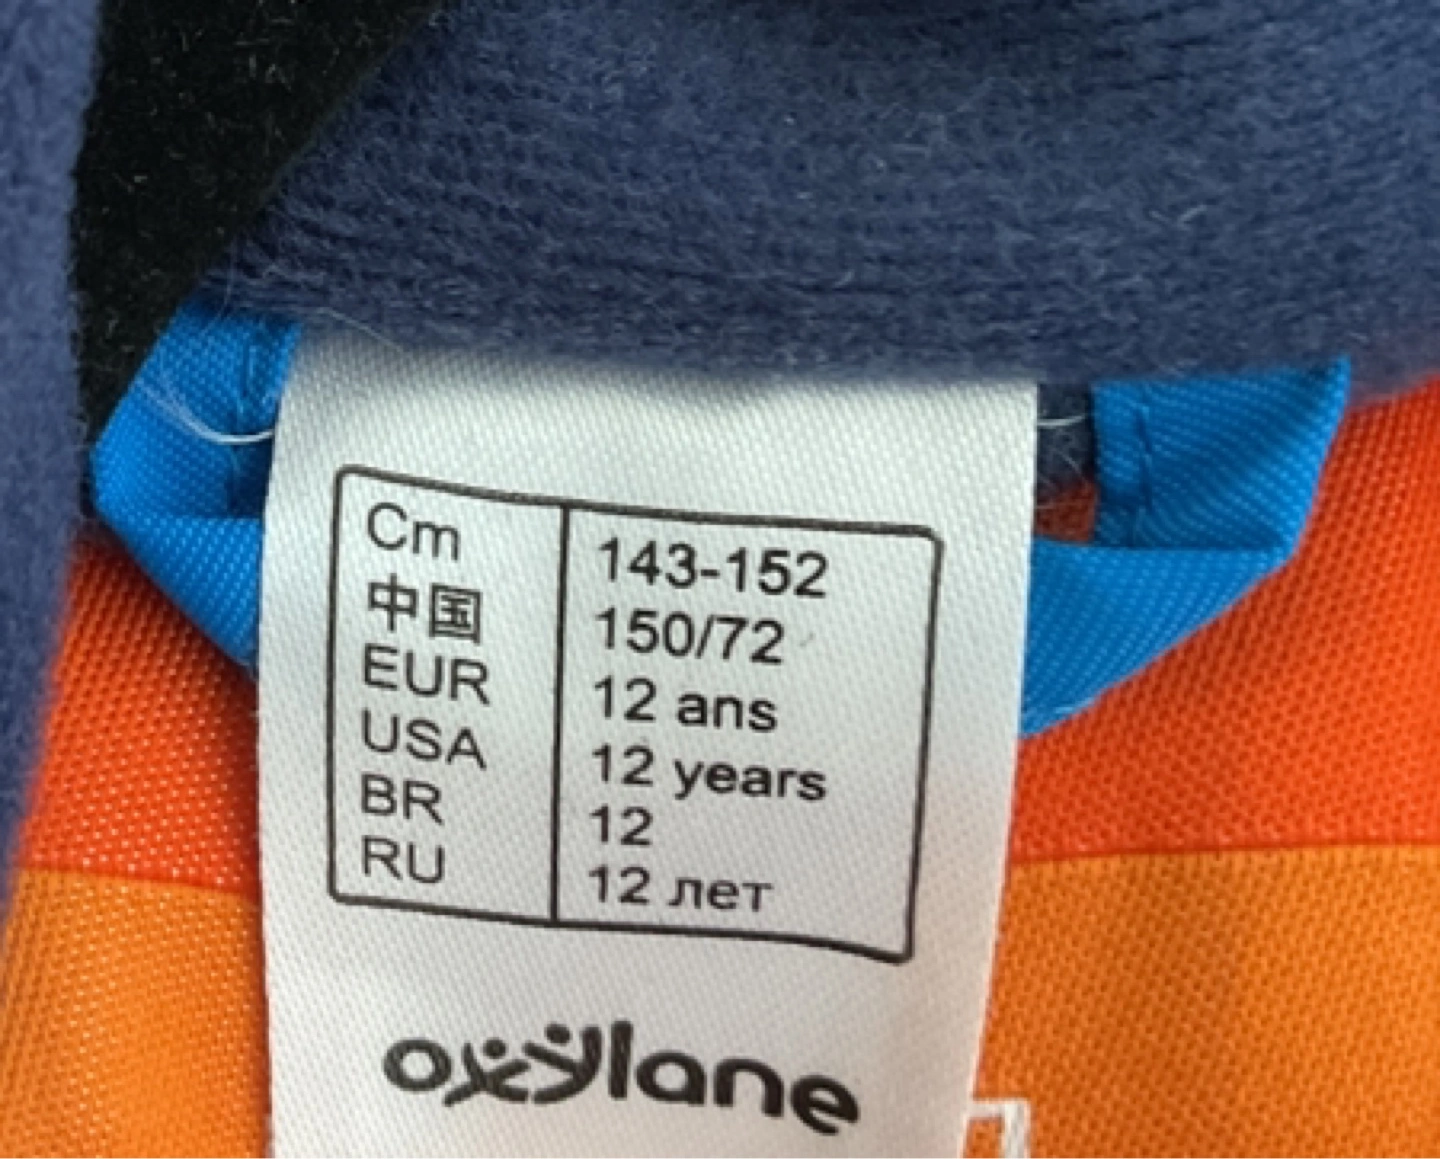 Cm 143-152
中国 150/72
EUR 12 ans
USA 12 years
BR 12
RU 12 лет
oxylane